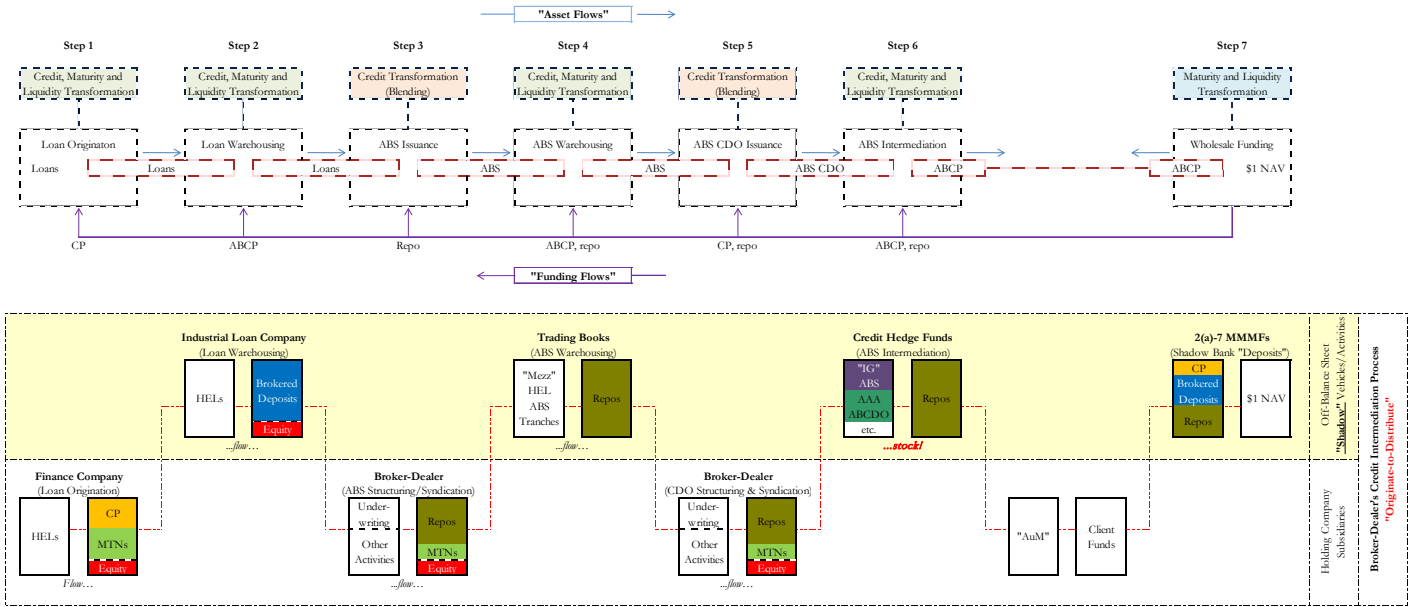 "Asset Flows"
Step 1
Step 2
Step 3
Step 4
Step 5
Step 6
Step 7
Credit, Maturity and
Liquidity Transformation
Credit, Maturity and
Liquidity Transformation
Credit Transformation
(Blending)
Credit, Maturity and
Liquidity Transformation
Credit Transformation
(Blending)
Credit, Maturity and
Liquidity Transformation
Maturity and Liquidity
Transformation
Loan Originaton
Loan Warehousing
ABS Issuance
ABS Warehousing
ABS CDO Issuance
ABS Intermediation
Wholesale Funding
Loans
Loans
Loans
ABS
ABS
ABS CDO
ABCP
ABCP
$1 NAV
CP
ABCP
Repo
ABCP, repo
CP, repo
ABCP, repo
"Funding Flows"
Industrial Loan Company
(Loan Warehousing)
HELs
Brokered
Deposits
Equity
...flow...
Trading Books
(ABS Warehousing)
"Mezz"
HEL
ABS
Tranches
Repos
...flow...
Credit Hedge Funds
(ABS Intermediation)
"IG"
ABS
AAA
ABCDO
etc.
Repos
...stock!
2(a)-7 MMMFs
(Shadow Bank "Deposits")
CP
Brokered
Deposits
Repos
$1 NAV
Off-Balance Sheet
"Shadow" Vehicles/Activities
Finance Company
(Loan Origination)
HELs
CP
MTNs
Equity
Flow...
Broker-Dealer
(ABS Structuring/Syndication)
Under-
writing
Other
Activities
Repos
MTNs
Equity
...flow...
Broker-Dealer
(CDO Structuring & Syndication)
Under-
writing
Other
Activities
Repos
MTNs
Equity
...flow...
"AuM"
Client
Funds
Holding Company
Subsidiaries
Broker-Dealer's Credit Intermediation Process
"Originate-to-Distribute"